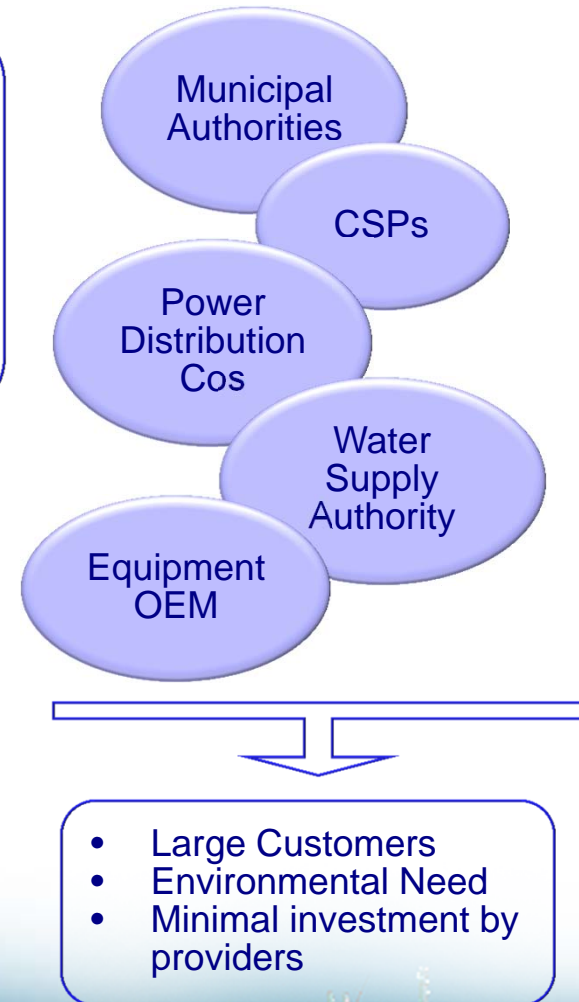 Municipal
Authorities
CSPs
Power
Distribution
Cos
Water
Supply
Authority
Equipment
OEM
• Large Customers
• Environmental Need
• Minimal investment by
providers